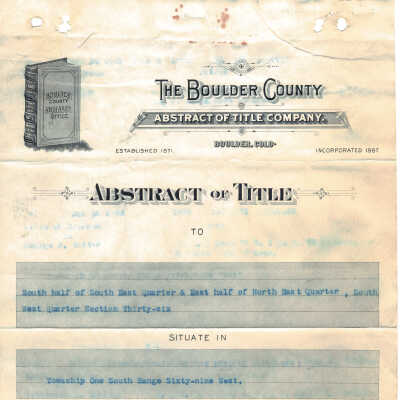 BOULDER
COUNTY
ABSTRACT
OFFICE
THE BOULDER COUNTY
ABSTRACT OF TITLE COMPANY.
BOULDER, COLO-
ESTABLISHED 1871.
INCORPORATED 1887.
ABSTRACT OF TITLE
TO
South half of South East Quarter & East half of North East Quarter , South
West Quarter Section Thirty-six
SITUATE IN
Township One South Range Sixty-nine West.